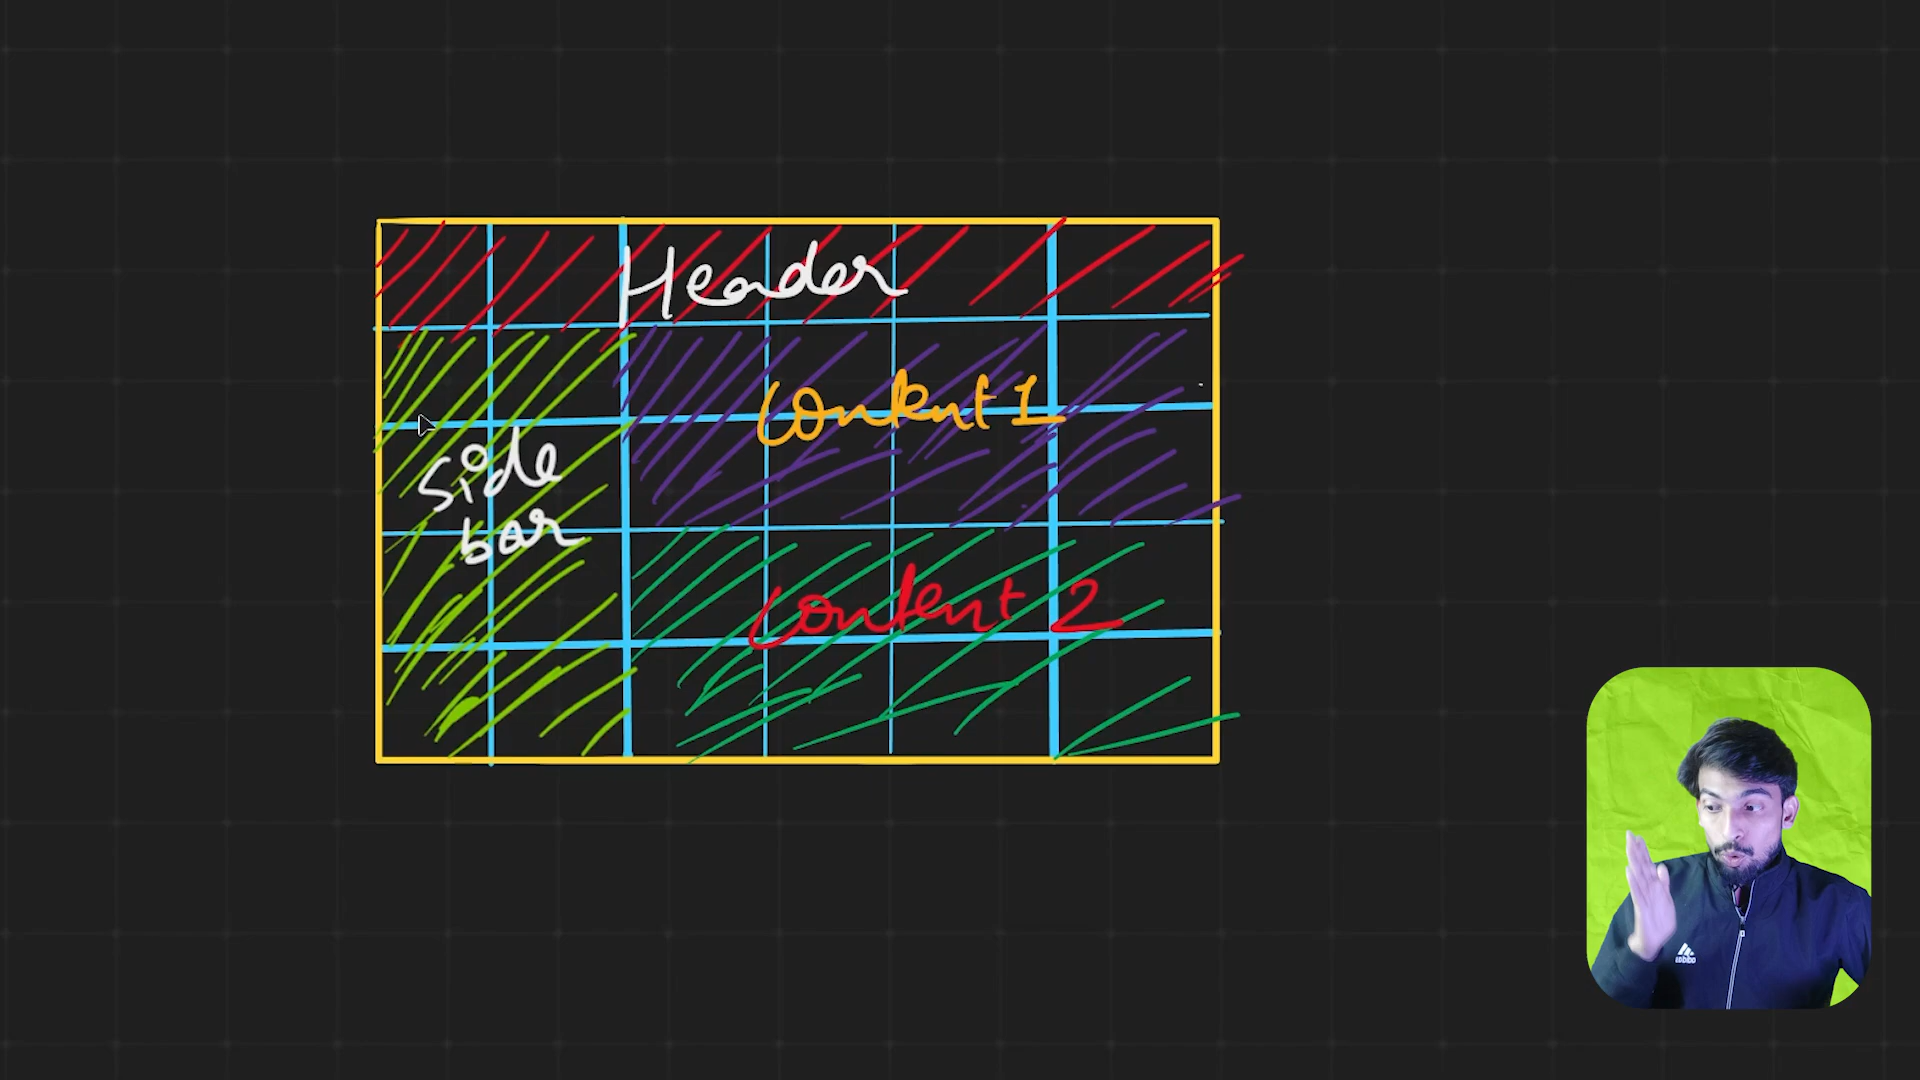 Header
Content 1
Side
bar
Content 2